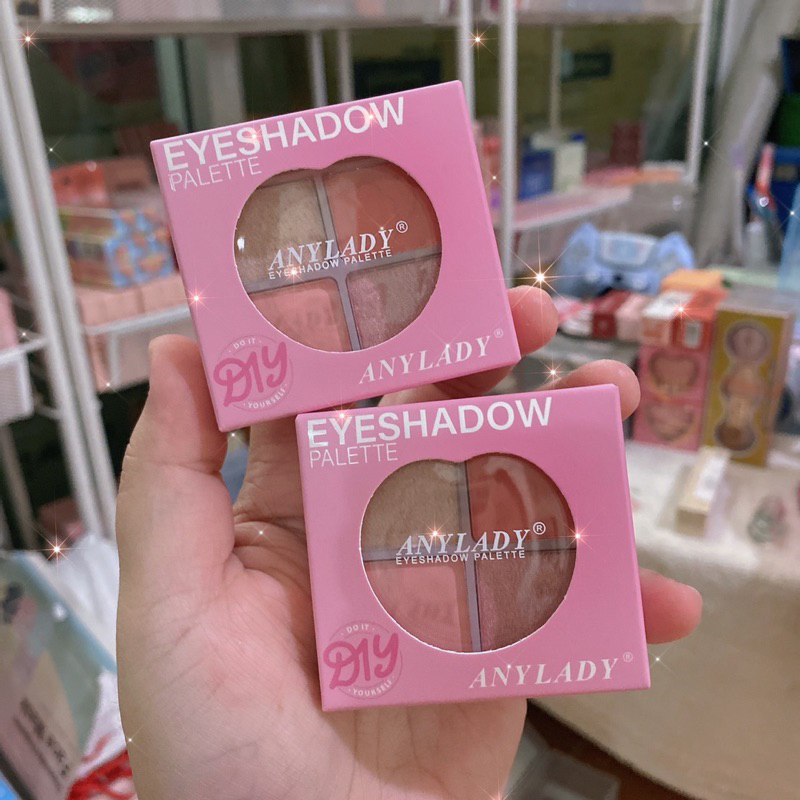 EYESHADOW
PALETTE
ANYLADY®
EYESHADOW PALETTE
DO IT
DIY
YOURSELF
ANYLADY®
EYESHADOW
PALETTE
ANYLADY®
EYESHADOW PALETTE
DO IT
DIY
YOURSELF
ANYLADY®